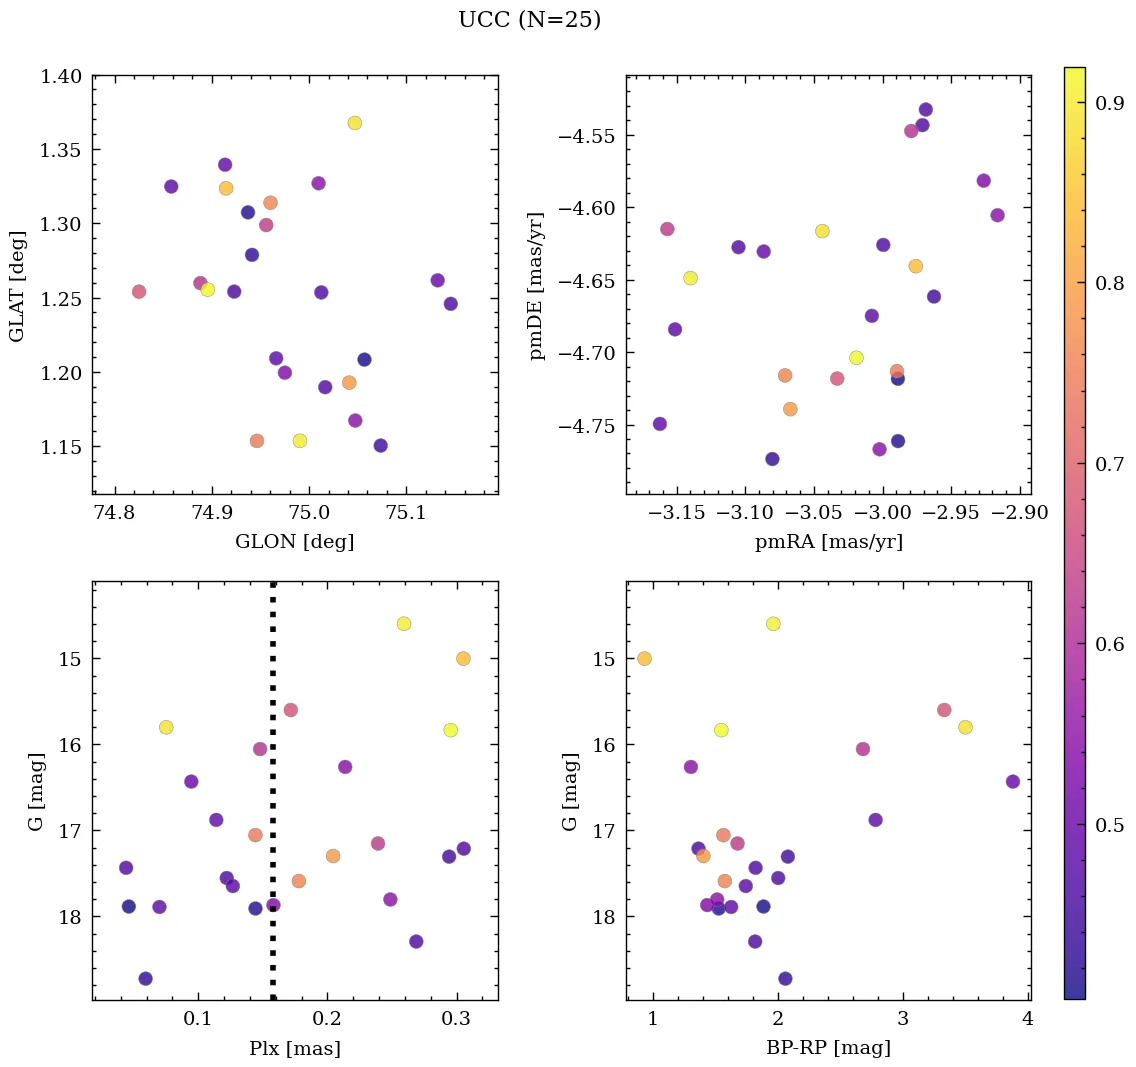 UCC (N=25)
1.40
1.35
1.30
1.25
1.20
1.15
GLAT [deg]
74.8 74.9 75.0 75.1
GLON [deg]
−4.55
−4.60
−4.65
−4.70
−4.75
pmDE [mas/yr]
−3.15 −3.10 −3.05 −3.00 −2.95 −2.90
pmRA [mas/yr]
15
16
17
18
G [mag]
0.1 0.2 0.3
Plx [mas]
15
16
17
18
G [mag]
1 2 3 4
BP-RP [mag]
0.9
0.8
0.7
0.6
0.5